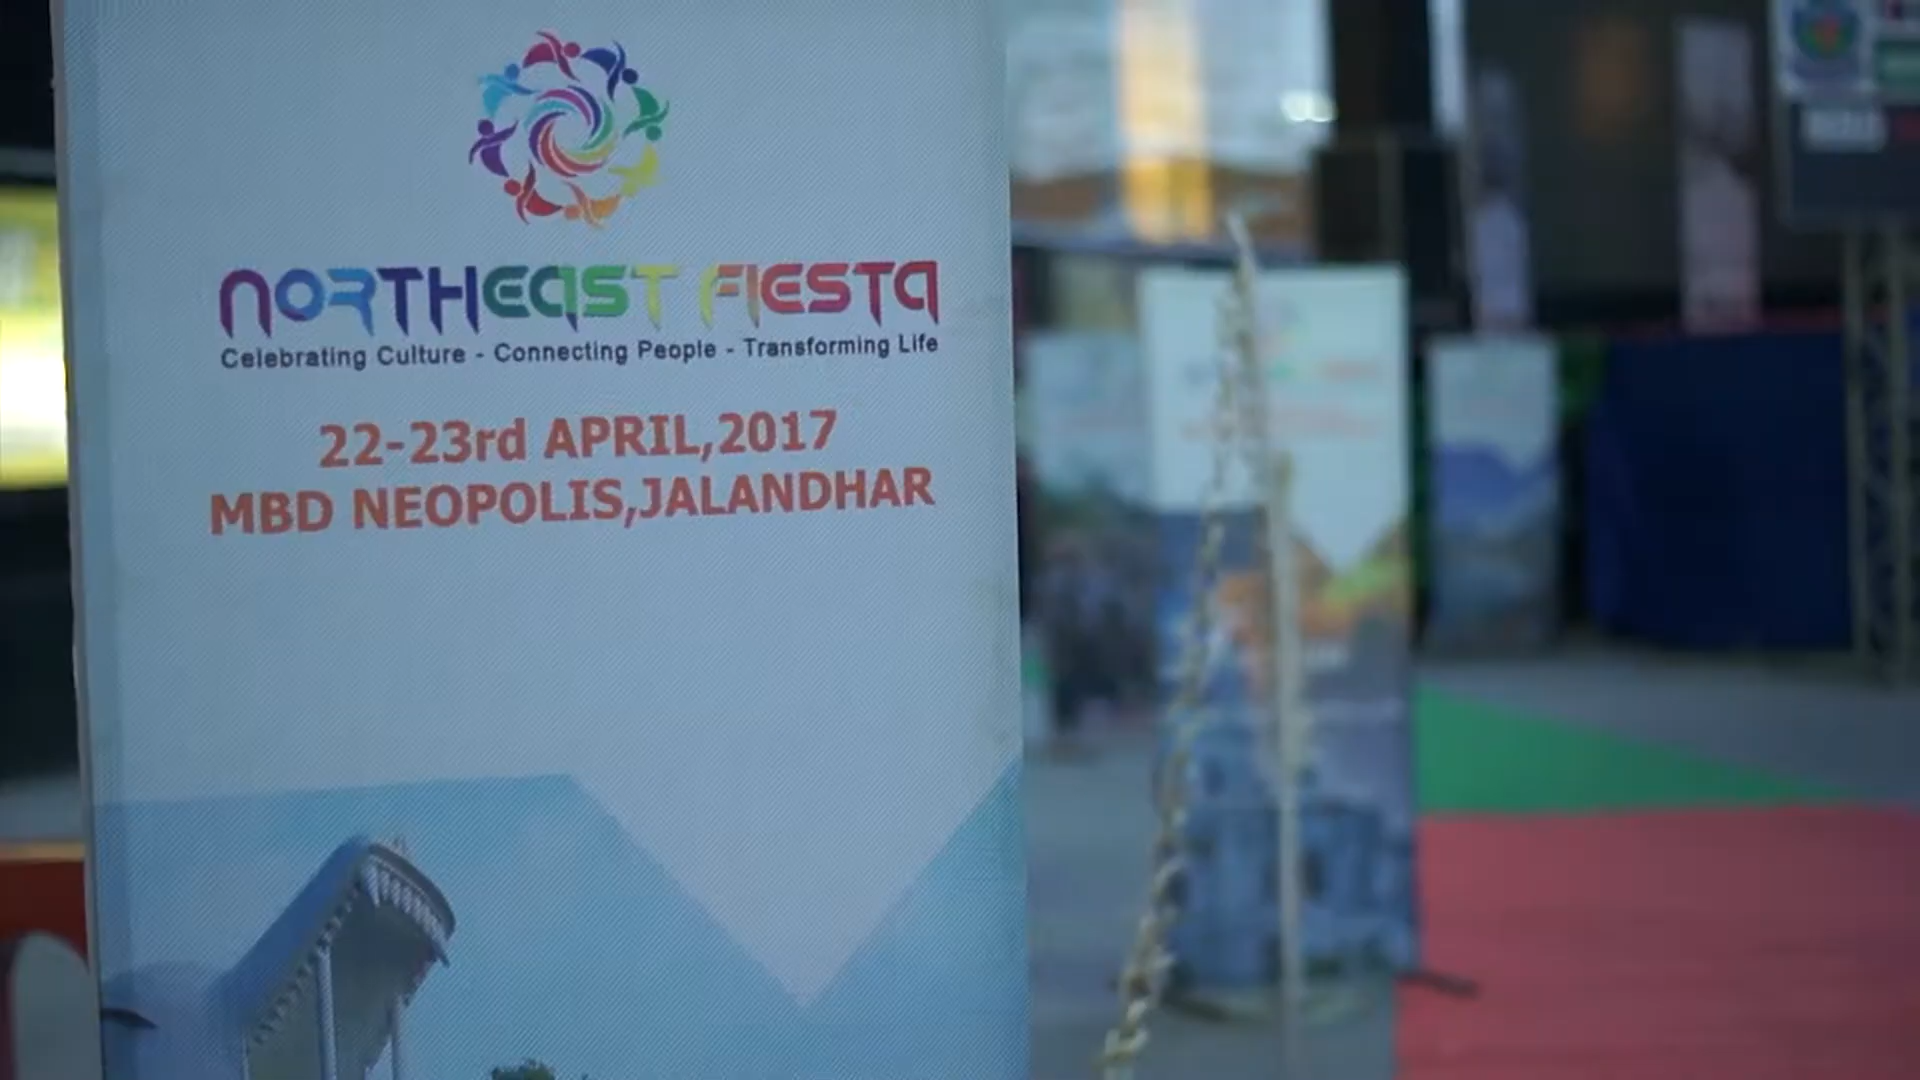 NORTHEAST FIESTA
Celebrating Culture - Connecting People - Transforming Life
22-23rd APRIL,2017
MBD NEOPOLIS,JALANDHAR